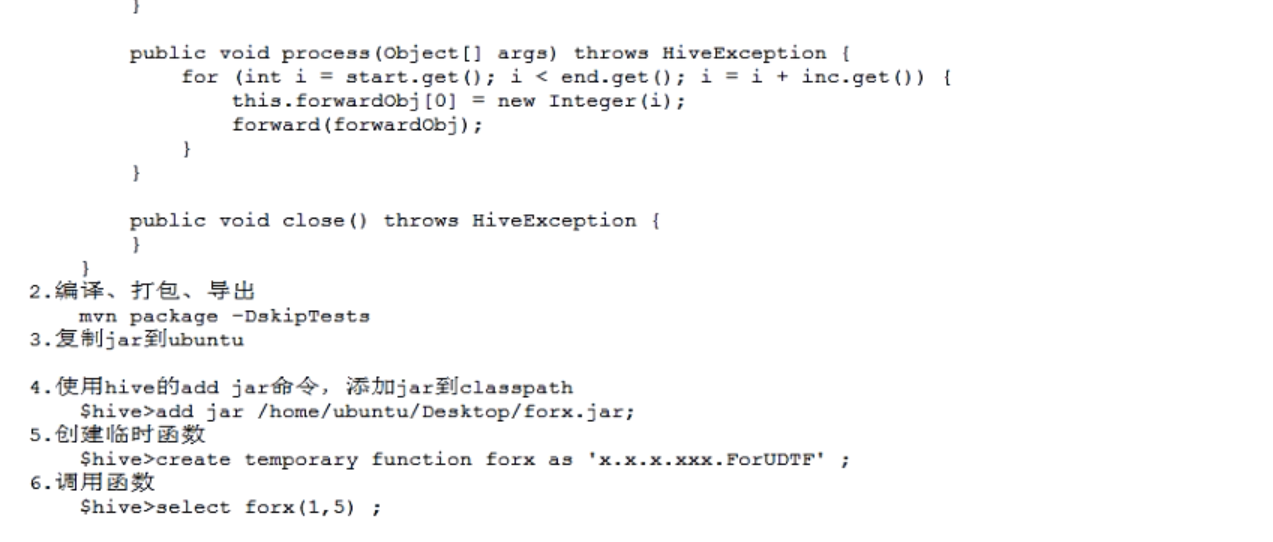 }
public void process(Object[] args) throws HiveException {
for (int i = start.get(); i < end.get(); i = i + inc.get()) {
this.forwardObj[0] = new Integer(i);
forward(forwardObj);
}
}
public void close() throws HiveException {
}
}
2.编译、打包、导出
mvn package -DskipTests
3.复制jar到ubuntu
4.使用hive的add jar命令，添加jar到classpath
$hive>add jar /home/ubuntu/Desktop/forx.jar;
5.创建临时函数
$hive>create temporary function forx as 'x.x.x.xxx.ForUDTF' ;
6.调用函数
$hive>select forx(1,5) ;